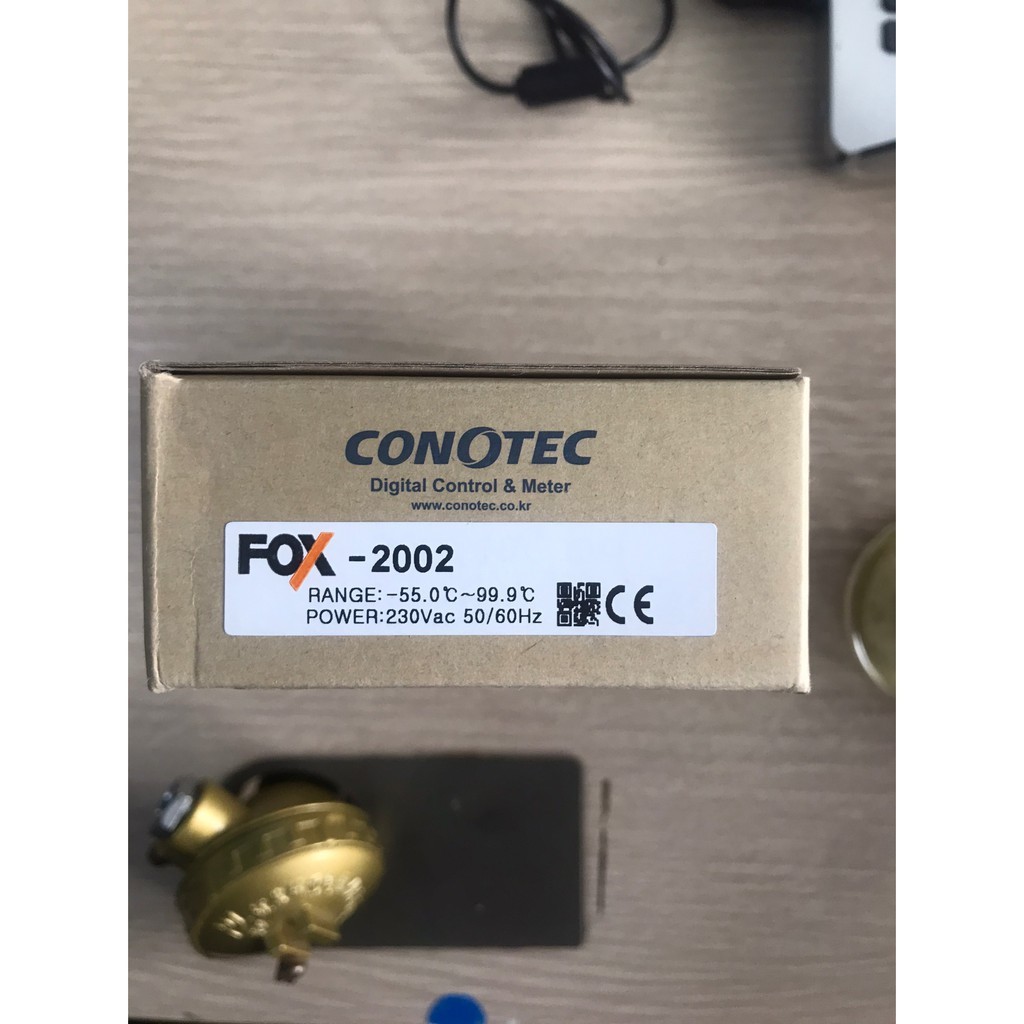 CONOTEC
Digital Control & Meter
www.conotec.co.kr
FOX -2002
RANGE:-55.0℃~99.9℃
POWER:230Vac 50/60Hz
CE